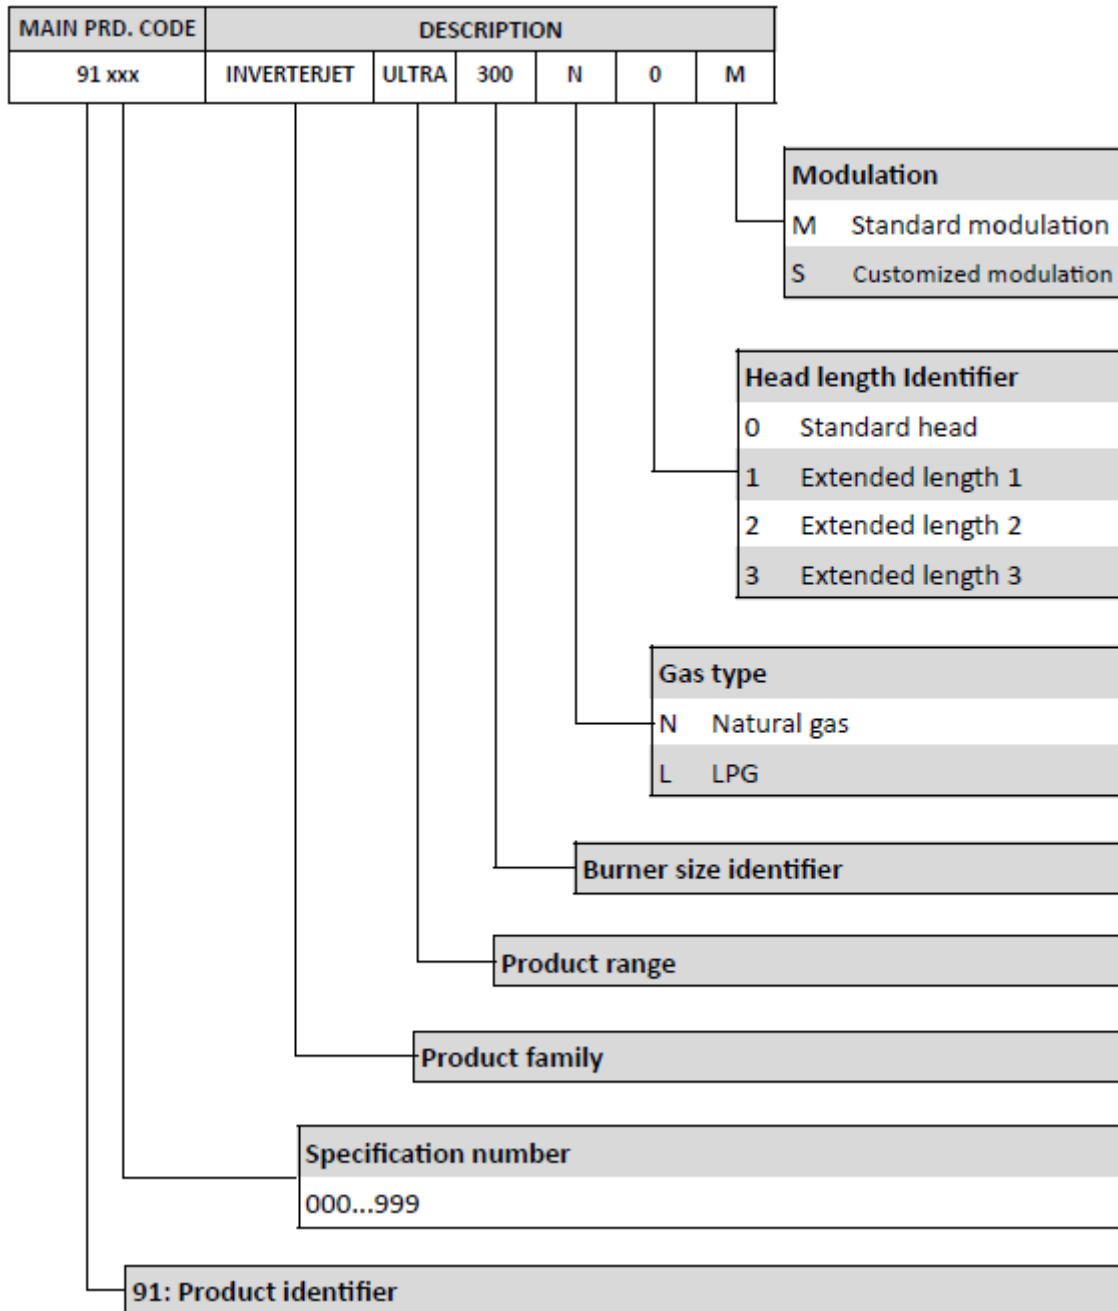 MAIN PRD. CODE DESCRIPTION
91 xxx INVERTERJET ULTRA 300 N 0 M
Modulation
M Standard modulation
S Customized modulation
Head length Identifier
0 Standard head
1 Extended length 1
2 Extended length 2
3 Extended length 3
Gas type
N Natural gas
L LPG
Burner size identifier
Product range
Product family
Specification number
000...999
91: Product identifier